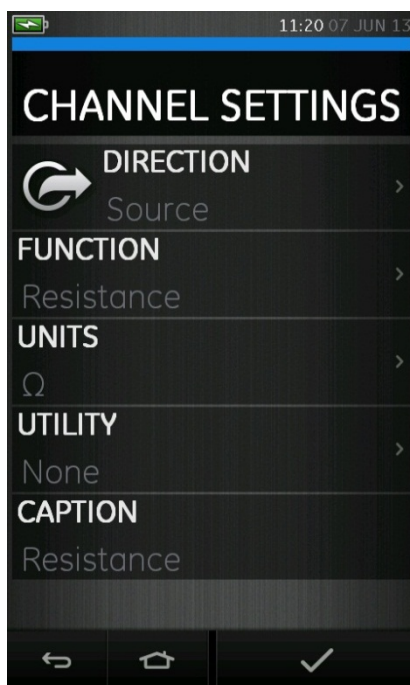 11:20 07 JUN 13
CHANNEL SETTINGS
DIRECTION
Source
FUNCTION
Resistance
UNITS
Ω
UTILITY
None
CAPTION
Resistance